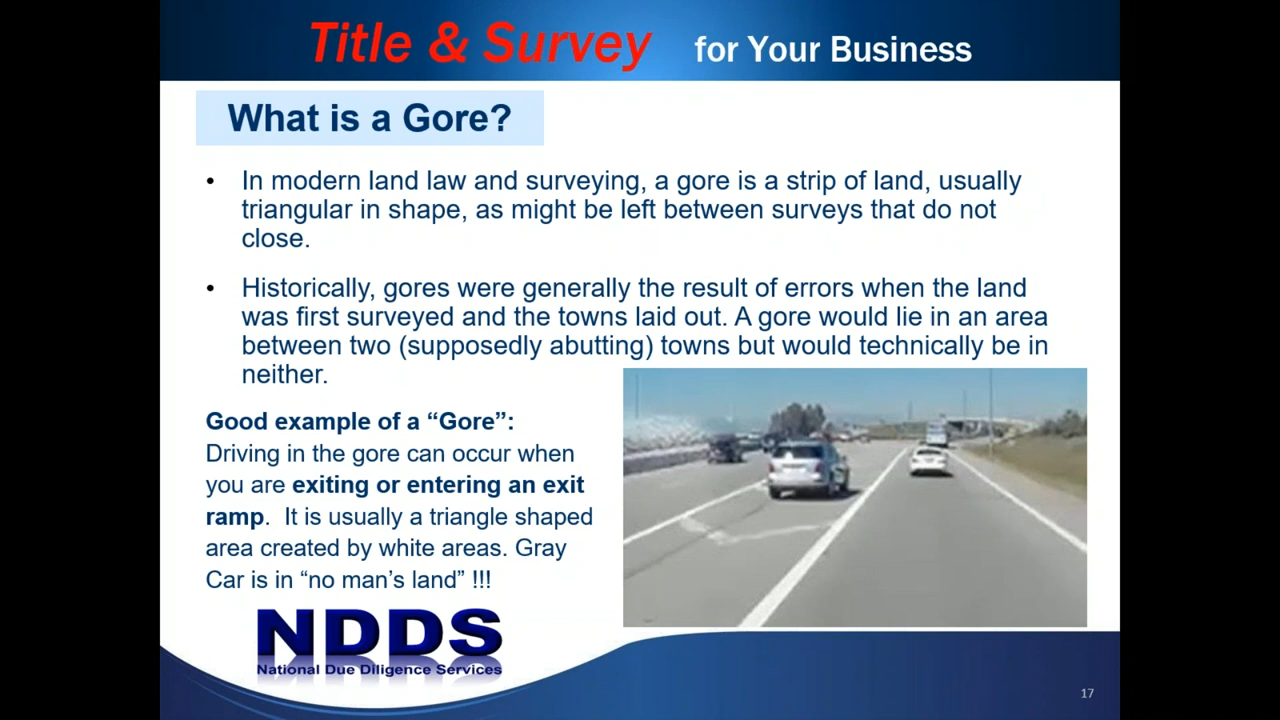 Title & Survey for Your Business
What is a Gore?
• In modern land law and surveying, a gore is a strip of land, usually
triangular in shape, as might be left between surveys that do not
close.
• Historically, gores were generally the result of errors when the land
was first surveyed and the towns laid out. A gore would lie in an area
between two (supposedly abutting) towns but would technically be in
neither.
Good example of a “Gore”:
Driving in the gore can occur when
you are exiting or entering an exit
ramp. It is usually a triangle shaped
area created by white areas. Gray
Car is in “no man’s land” !!!
NDDS
National Due Diligence Services
17